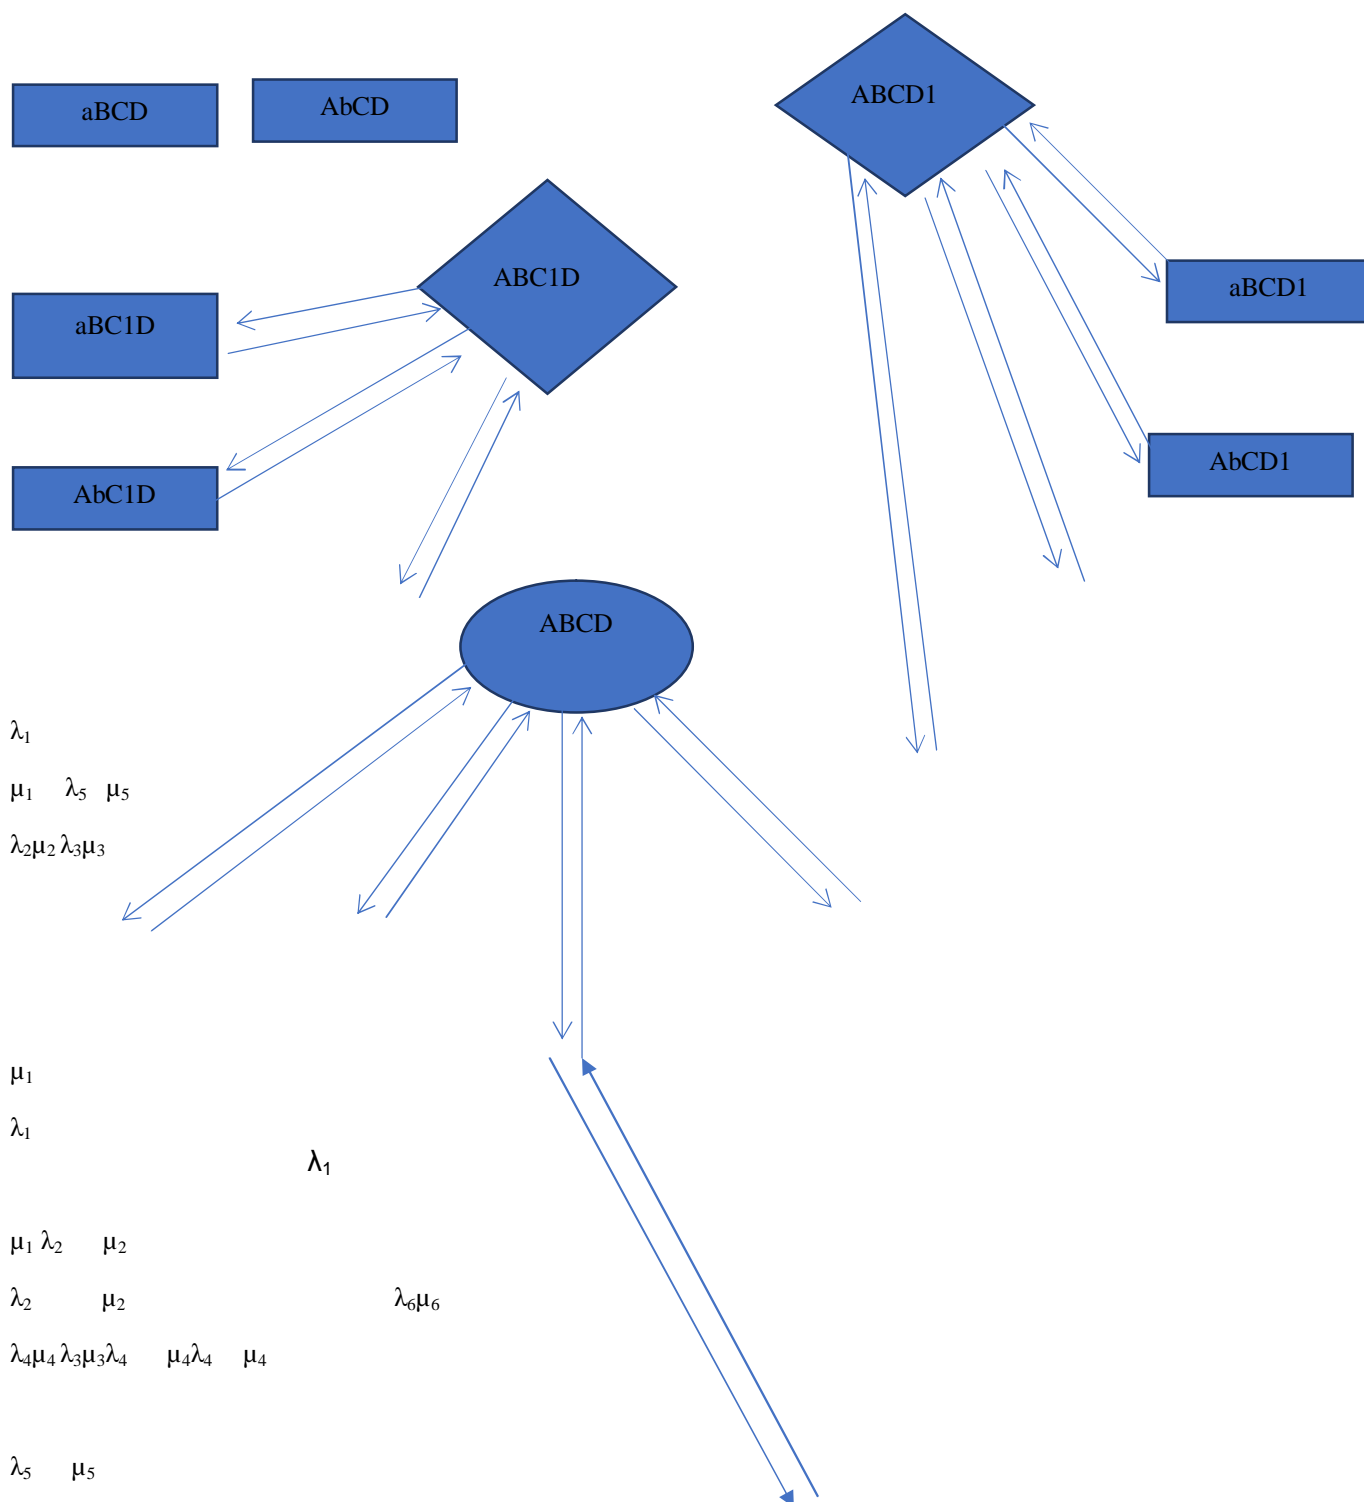 ABCD1
aBCD AbCD
ABC1D
aBCD1
aBC1D
AbCD1
AbC1D
ABCD
λ₁
μ₁ λ₅ μ₅
λ₂μ₂ λ₃μ₃
μ₁
λ₁
λ₁
μ₁ λ₂ μ₂
λ₂ μ₂ λ₆μ₆
λ₄μ₄ λ₃μ₃λ₄ μ₄λ₄ μ₄
λ₅ μ₅